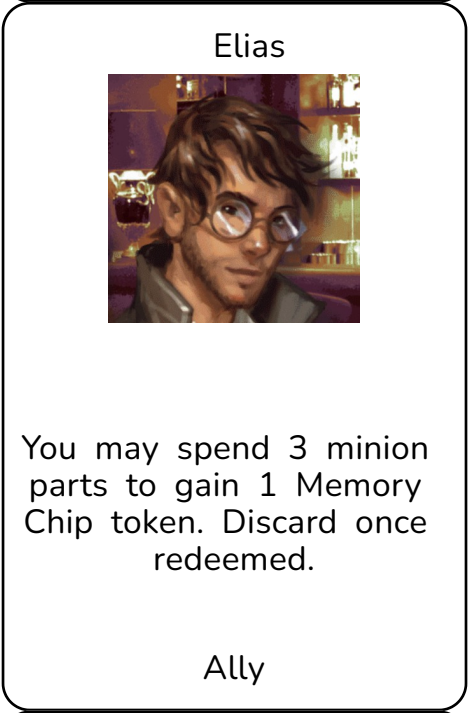 Elias
You may spend 3 minion
parts to gain 1 Memory
Chip token. Discard once
redeemed.
Ally